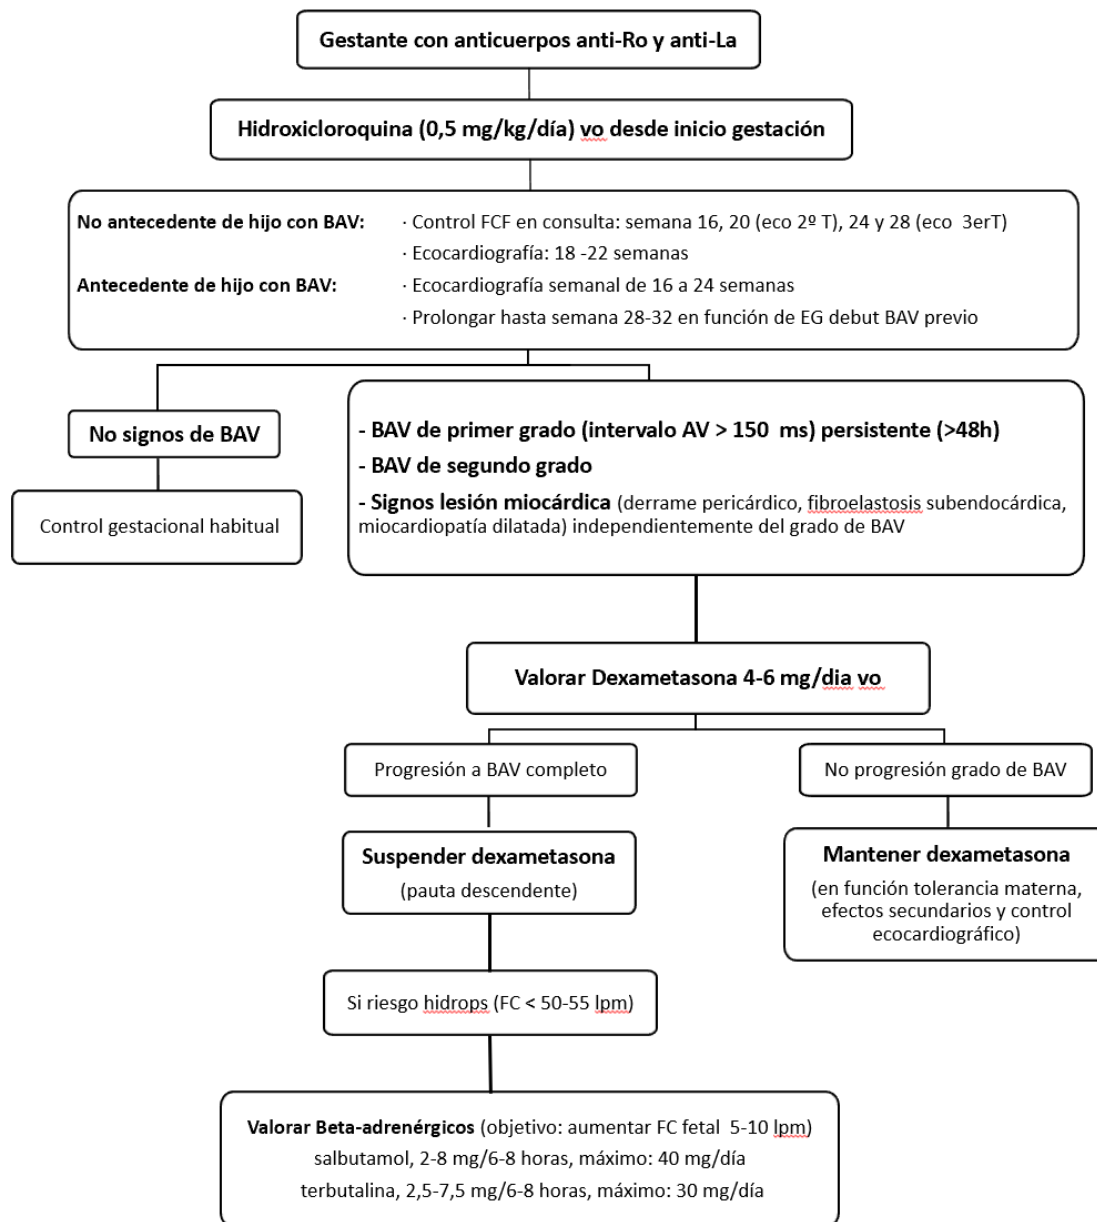 Gestante con anticuerpos anti-Ro y anti-La
Hidroxicloroquina (0,5 mg/kg/día) vo desde inicio gestación
No antecedente de hijo con BAV: · Control FCF en consulta: semana 16, 20 (eco 2º T), 24 y 28 (eco 3erT)
· Ecocardiografía: 18 -22 semanas
Antecedente de hijo con BAV: · Ecocardiografía semanal de 16 a 24 semanas
· Prolongar hasta semana 28-32 en función de EG debut BAV previo
No signos de BAV
Control gestacional habitual
- BAV de primer grado (intervalo AV > 150 ms) persistente (>48h)
- BAV de segundo grado
- Signos lesión miocárdica (derrame pericárdico, fibroelastosis subendocárdica,
miocardiopatía dilatada) independientemente del grado de BAV
Valorar Dexametasona 4-6 mg/dia vo
Progresión a BAV completo
No progresión grado de BAV
Suspender dexametasona
(pauta descendente)
Mantener dexametasona
(en función tolerancia materna,
efectos secundarios y control
ecocardiográfico)
Si riesgo hidrops (FC < 50-55 lpm)
Valorar Beta-adrenérgicos (objetivo: aumentar FC fetal 5-10 lpm)
salbutamol, 2-8 mg/6-8 horas, máximo: 40 mg/día
terbutalina, 2,5-7,5 mg/6-8 horas, máximo: 30 mg/día